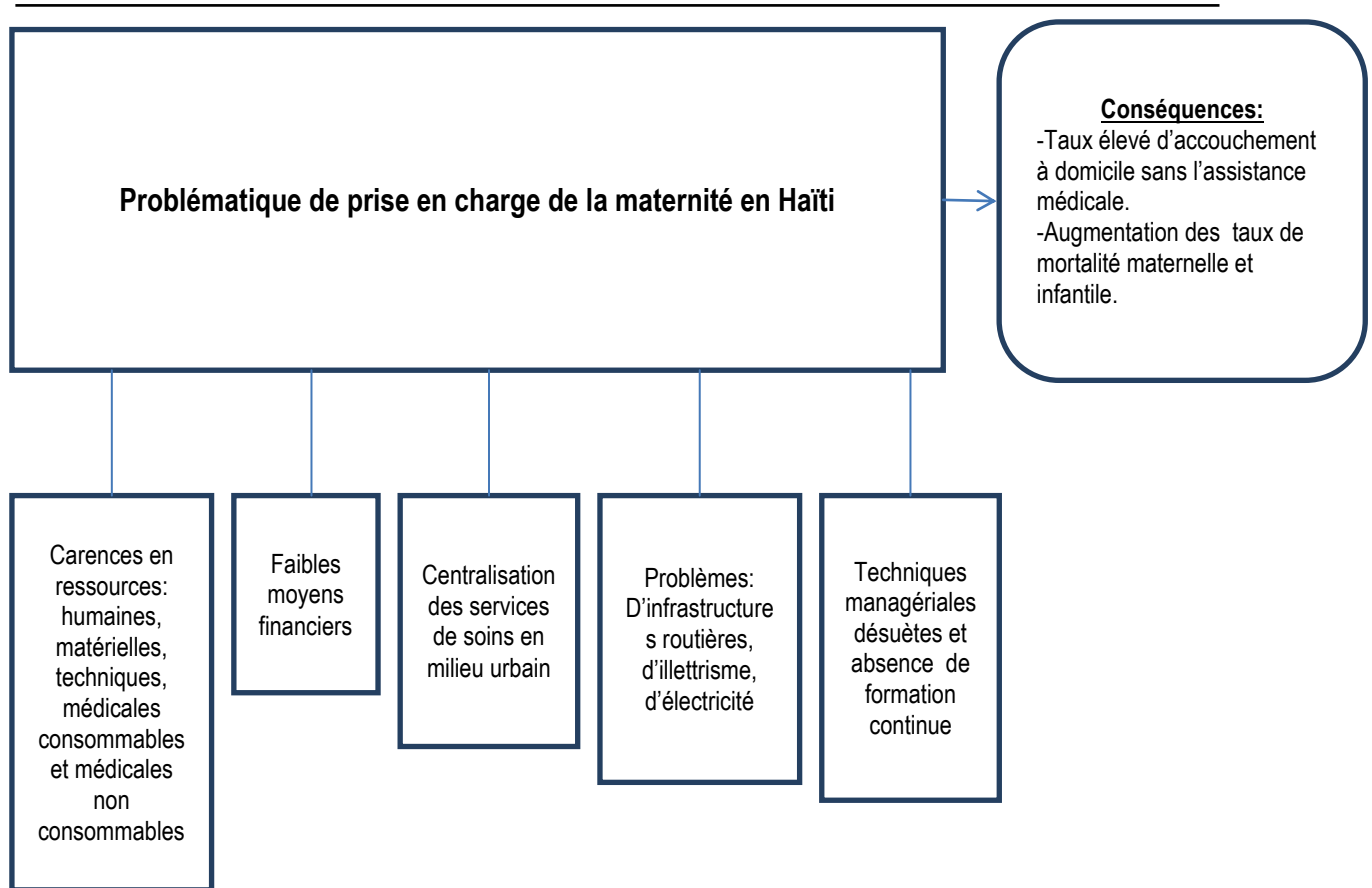 Problématique de prise en charge de la maternité en Haïti
Conséquences:
-Taux élevé d’accouchement
à domicile sans l’assistance
médicale.
-Augmentation des taux de
mortalité maternelle et
infantile.
Carences en
ressources:
humaines,
matérielles,
techniques,
médicales
consommables
et médicales
non
consommables
Faibles
moyens
financiers
Centralisation
des services
de soins en
milieu urbain
Problèmes:
D’infrastructure
s routières,
d’illettrisme,
d’électricité
Techniques
managériales
désuètes et
absence de
formation
continue